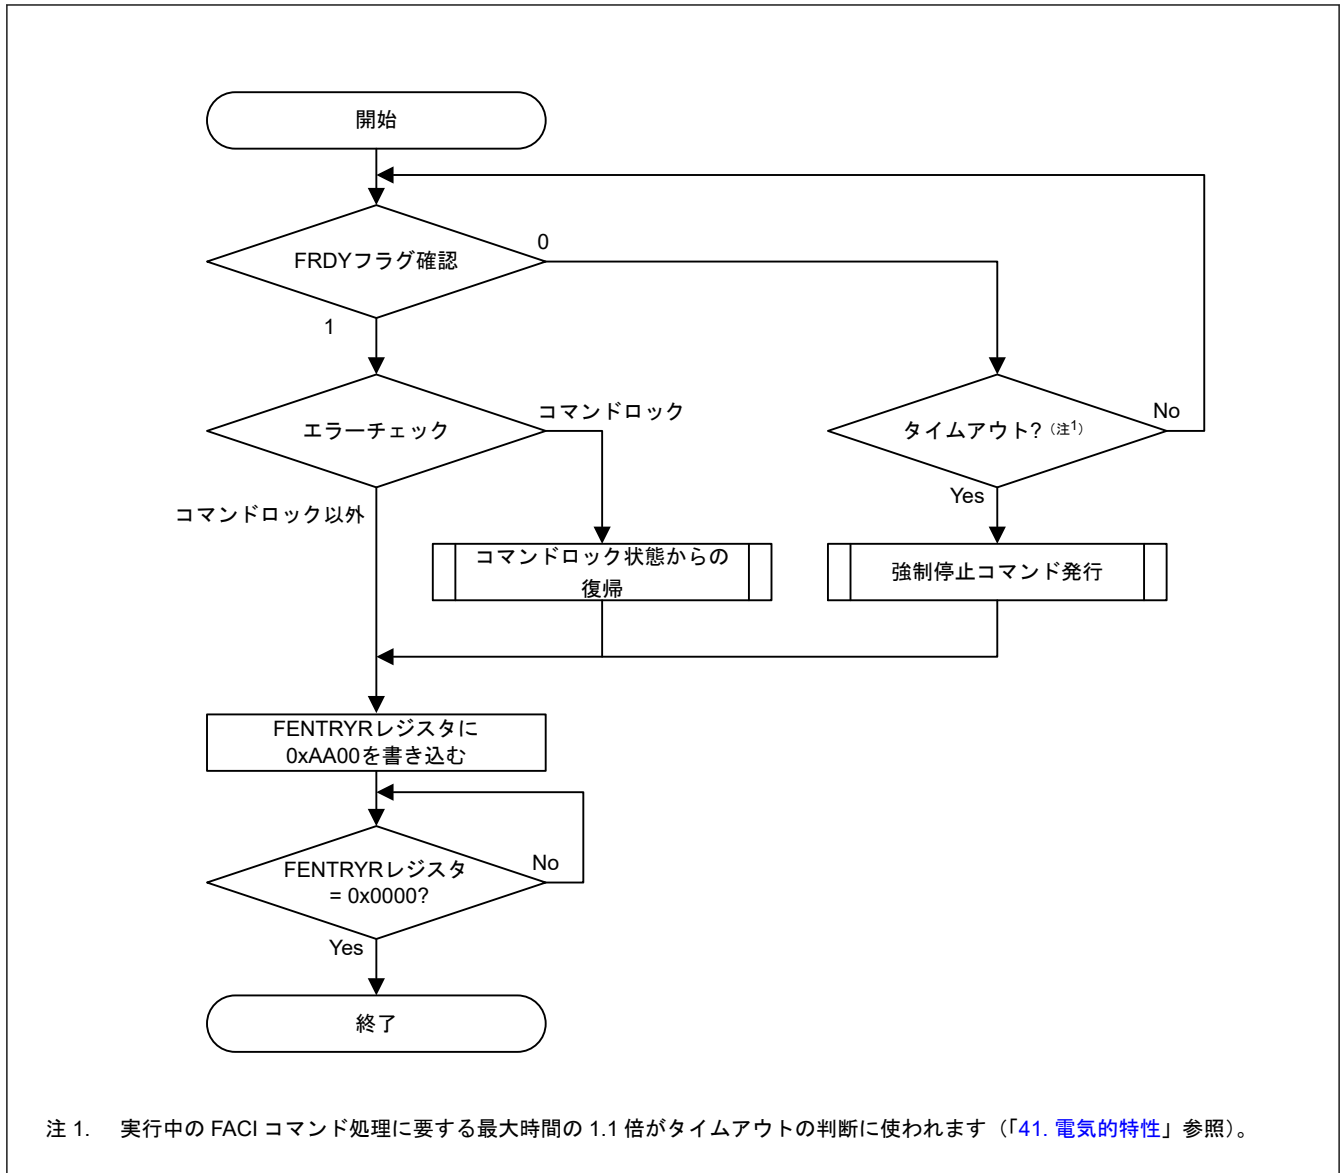 開始
FRDYフラグ確認
0
1
エラーチェック
コマンドロック
タイムアウト? (注1)
No
Yes
コマンドロック以外
コマンドロック状態からの
復帰
強制停止コマンド発行
FENTRYRレジスタに
0xAA00を書き込む
FENTRYRレジスタ
= 0x0000?
No
Yes
終了
注 1. 実行中の FACI コマンド処理に要する最大時間の 1.1 倍がタイムアウトの判断に使われます（「41. 電気的特性」参照）。